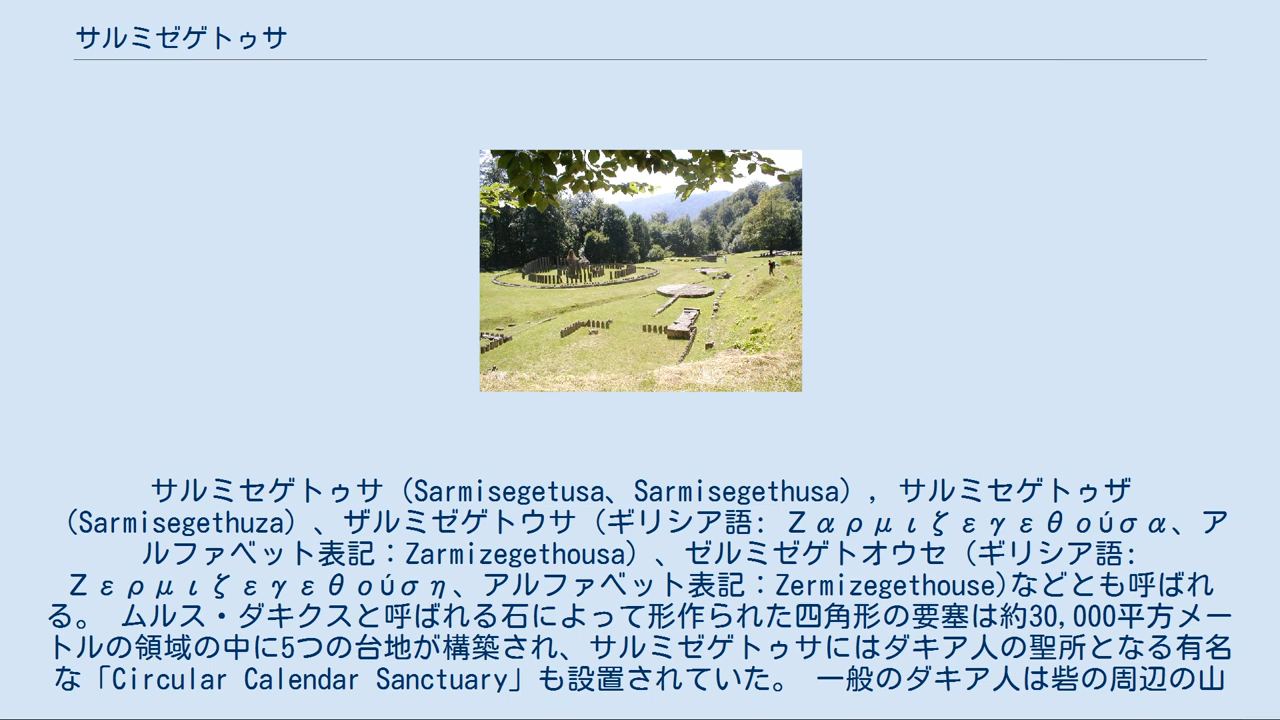 サルミゼゲトゥサ
サルミセゲトゥサ（Sarmisegetusa、Sarmisegethusa）, サルミセゲトゥザ
（Sarmisegethuza）、ザルミゼゲトウサ（ギリシア語: Ζαρμιζεγεθούσα、ア
ルファベット表記：Zarmizegethousa）、ゼルミゼゲトオウセ（ギリシア語:
Ζερμιζεγεθούση、アルファベット表記：Zermizegethouse)などとも呼ばれ
る。 ムルス・ダキクスと呼ばれる石によって形作られた四角形の要塞は約30,000平方メー
トルの領域の中に5つの台地が構築され、サルミゼゲトゥサにはダキア人の聖所となる有名
な「Circular Calendar Sanctuary」も設置されていた。 一般のダキア人は砦の周辺の山